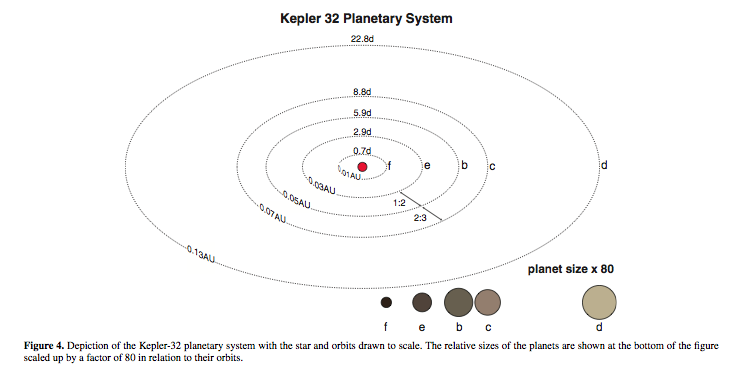 Kepler 32 Planetary System
22.8d
8.8d
5.9d
2.9d
0.7d
f e b c d
0.01AU
0.03AU
0.05AU
0.07AU
0.13AU
1:2
2:3
planet size x 80
f e b c d
Figure 4. Depiction of the Kepler-32 planetary system with the star and orbits drawn to scale. The relative sizes of the planets are shown at the bottom of the figure
scaled up by a factor of 80 in relation to their orbits.